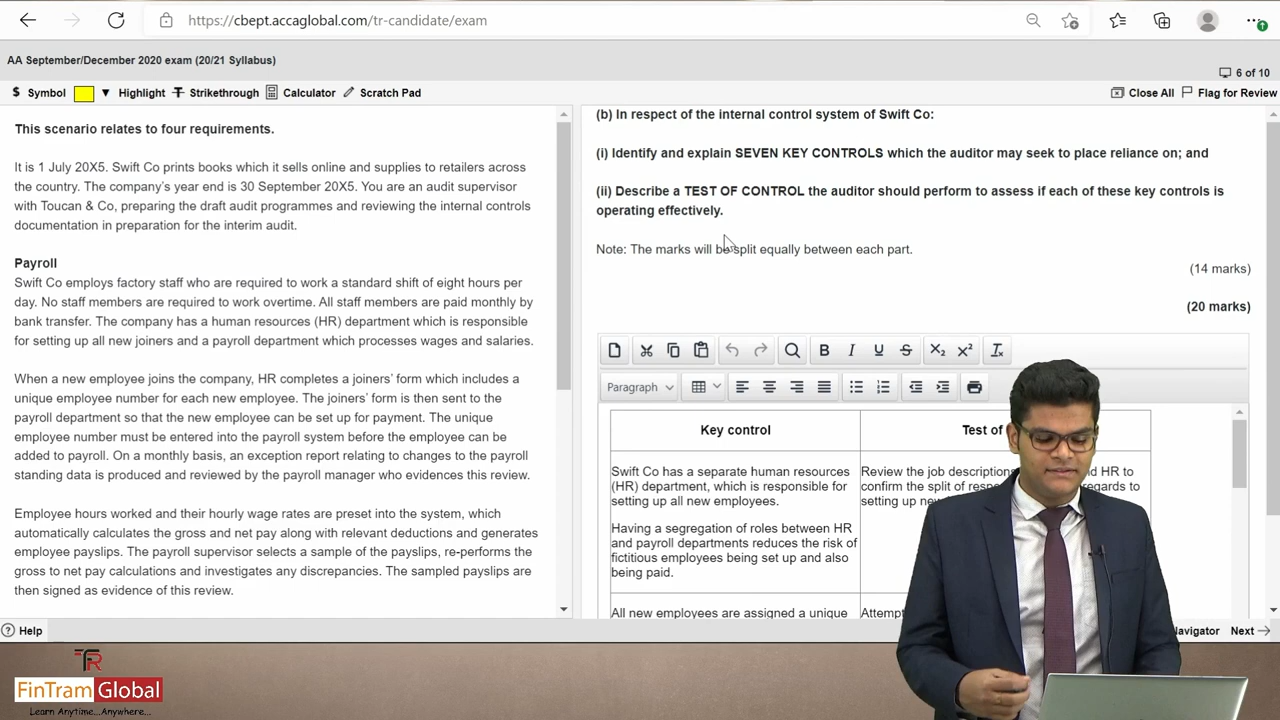 https://cbept.accaglobal.com/tr-candidate/exam
AA September/December 2020 exam (20/21 Syllabus)
6 of 10
$ Symbol Highlight Strikethrough Calculator Scratch Pad
Close All Flag for Review
This scenario relates to four requirements.
It is 1 July 20X5. Swift Co prints books which it sells online and supplies to retailers across
the country. The company's year end is 30 September 20X5. You are an audit supervisor
with Toucan & Co, preparing the draft audit programmes and reviewing the internal controls
documentation in preparation for the interim audit.
Payroll
Swift Co employs factory staff who are required to work a standard shift of eight hours per
day. No staff members are required to work overtime. All staff members are paid monthly by
bank transfer. The company has a human resources (HR) department which is responsible
for setting up all new joiners and a payroll department which processes wages and salaries.
When a new employee joins the company, HR completes a joiners' form which includes a
unique employee number for each new employee. The joiners' form is then sent to the
payroll department so that the new employee can be set up for payment. The unique
employee number must be entered into the payroll system before the employee can be
added to payroll. On a monthly basis, an exception report relating to changes to the payroll
standing data is produced and reviewed by the payroll manager who evidences this review.
Employee hours worked and their hourly wage rates are preset into the system, which
automatically calculates the gross and net pay along with relevant deductions and generates
employee payslips. The payroll supervisor selects a sample of the payslips, re-performs the
gross to net pay calculations and investigates any discrepancies. The sampled payslips are
then signed as evidence of this review.
(b) In respect of the internal control system of Swift Co:
(i) Identify and explain SEVEN KEY CONTROLS which the auditor may seek to place reliance on; and
(ii) Describe a TEST OF CONTROL the auditor should perform to assess if each of these key controls is
operating effectively.
Note: The marks will be split equally between each part.
(14 marks)
(20 marks)
B I U S X2 X2 Tx
Paragraph
Key control
Test of
Swift Co has a separate human resources
(HR) department, which is responsible for
setting up all new employees.
Having a segregation of roles between HR
and payroll departments reduces the risk of
fictitious employees being set up and also
being paid.
Review the job descriptions HR to
confirm the split of regards to
setting up
All new employees are assigned a unique
Help
Next
FR
FinTram Global
Learn Anytime...Anywhere...